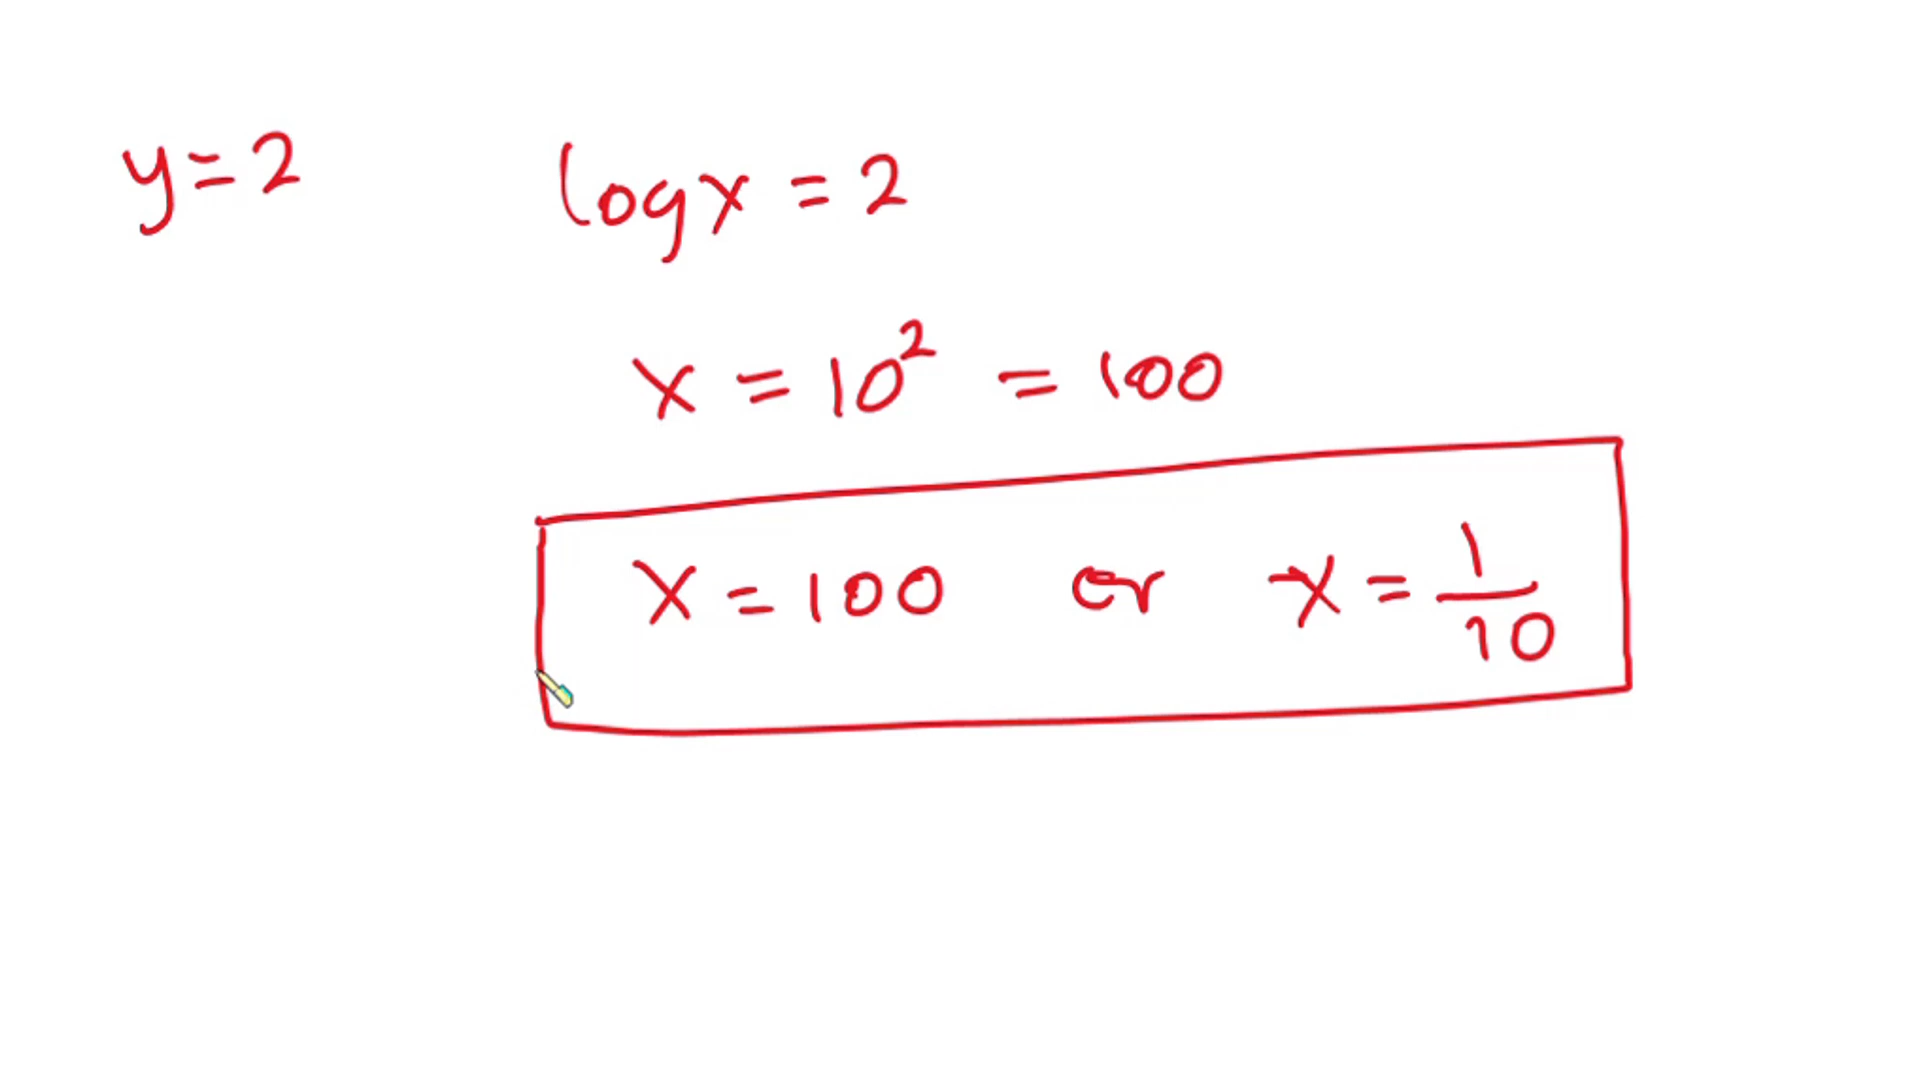 y=2
log x = 2
x = 10² = 100
x = 100 or x = 1/10